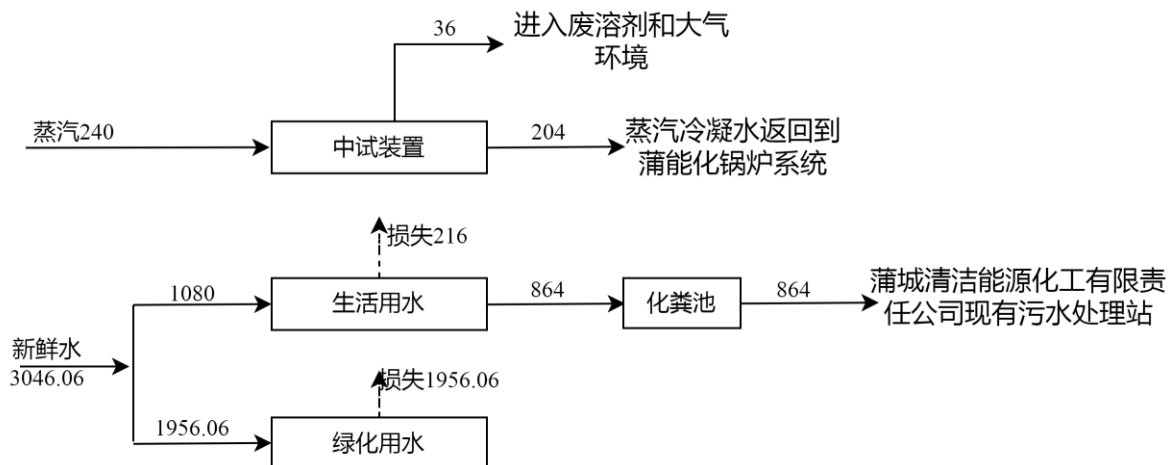 36
进入废溶剂和大气
环境
蒸汽240
中试装置
204
蒸汽冷凝水返回到
蒲能化锅炉系统
损失216
1080
生活用水
864
化粪池
864
蒲城清洁能源化工有限责
任公司现有污水处理站
新鲜水
3046.06
损失1956.06
1956.06
绿化用水